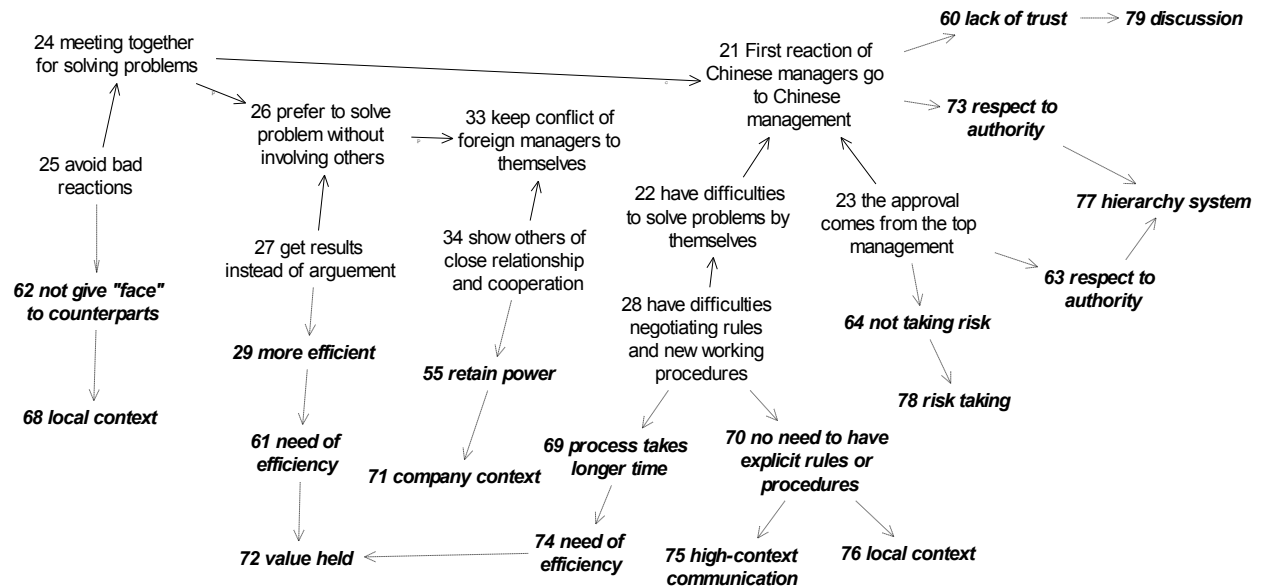 60 lack of trust
79 discussion
24 meeting together
for solving problems
21 First reaction of
Chinese managers go
to Chinese
management
26 prefer to solve
problem without
involving others
33 keep conflict of
foreign managers to
themselves
73 respect to
authority
25 avoid bad
reactions
22 have difficulties
to solve problems by
themselves
23 the approval
comes from the top
management
77 hierarchy system
27 get results
instead of arguement
34 show others of
close relationship
and cooperation
63 respect to
authority
62 not give "face"
to counterparts
28 have difficulties
negotiating rules
and new working
procedures
64 not taking risk
29 more efficient
55 retain power
78 risk taking
68 local context
61 need of
efficiency
71 company context
69 process takes
longer time
70 no need to have
explicit rules or
procedures
72 value held
74 need of
efficiency
75 high-context
communication
76 local context